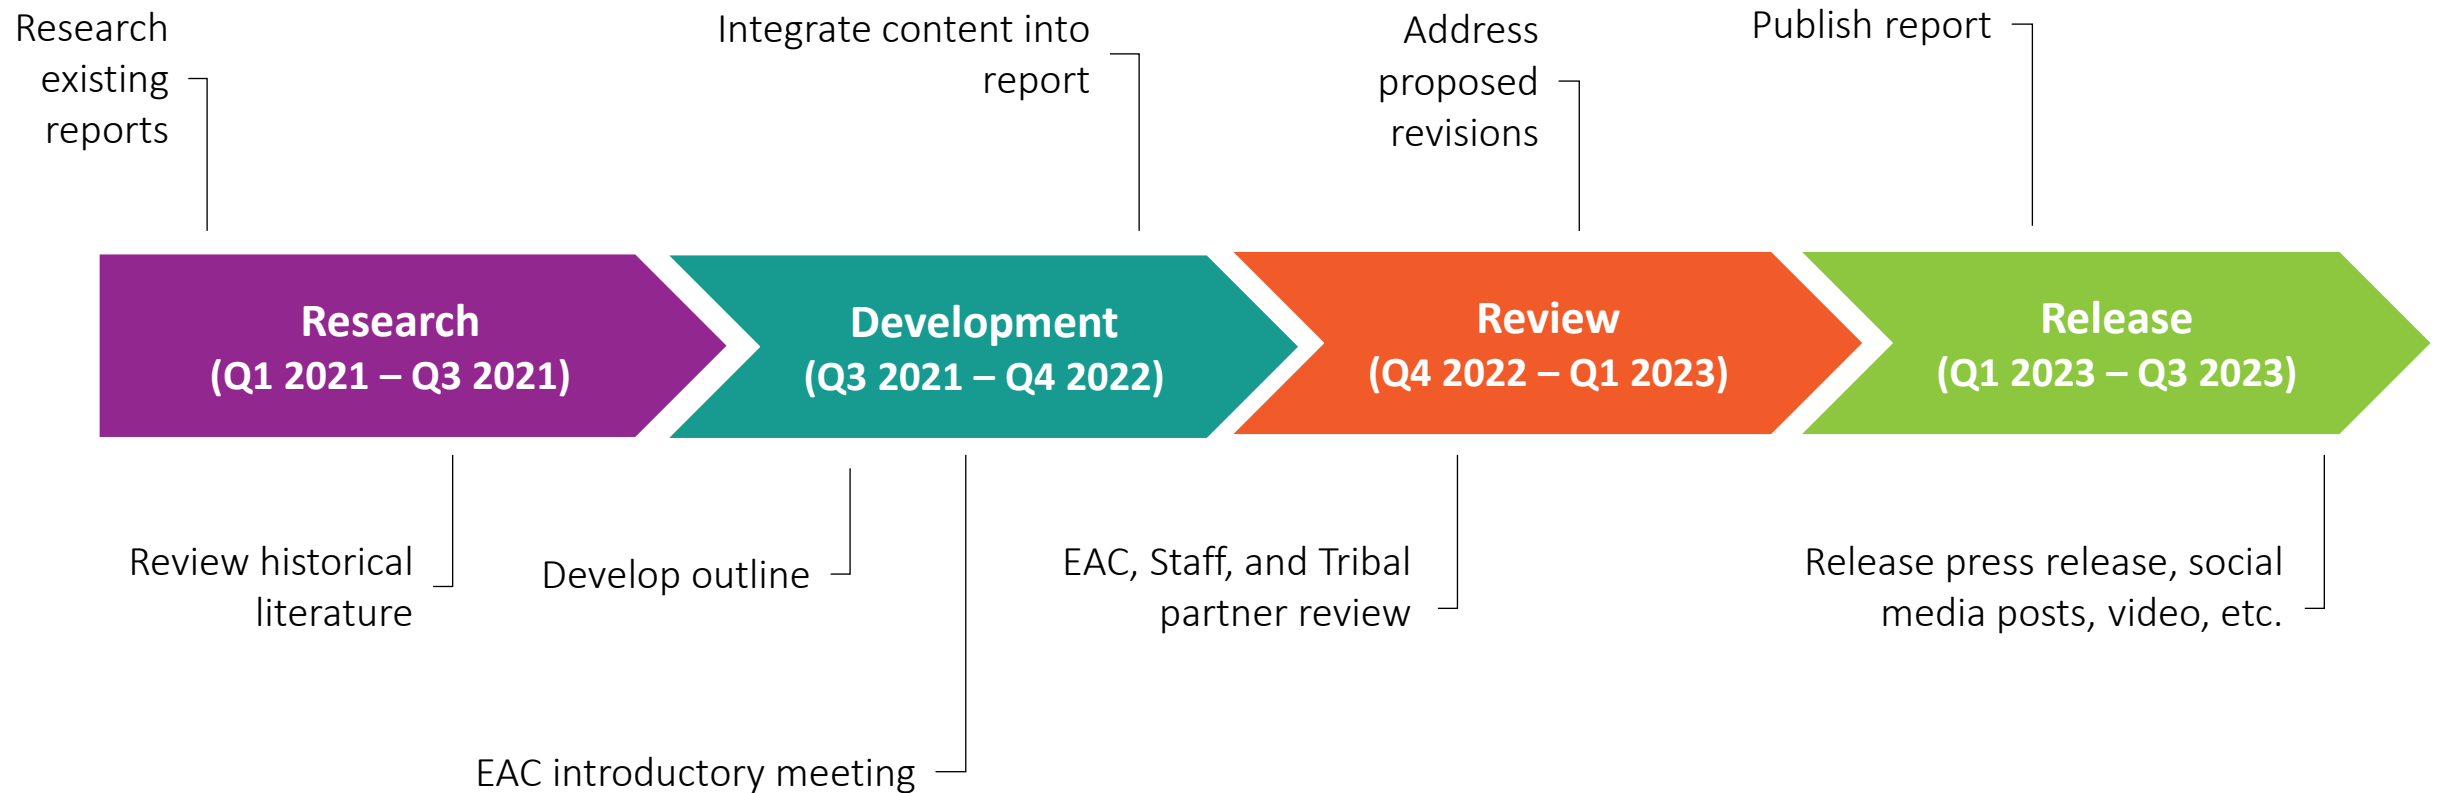 Research
existing
reports
Integrate content into
report
Address
proposed
revisions
Publish report
Research
(Q1 2021 – Q3 2021)
Development
(Q3 2021 – Q4 2022)
Review
(Q4 2022 – Q1 2023)
Release
(Q1 2023 – Q3 2023)
Review historical
literature
Develop outline
EAC introductory meeting
EAC, Staff, and Tribal
partner review
Release press release, social
media posts, video, etc.